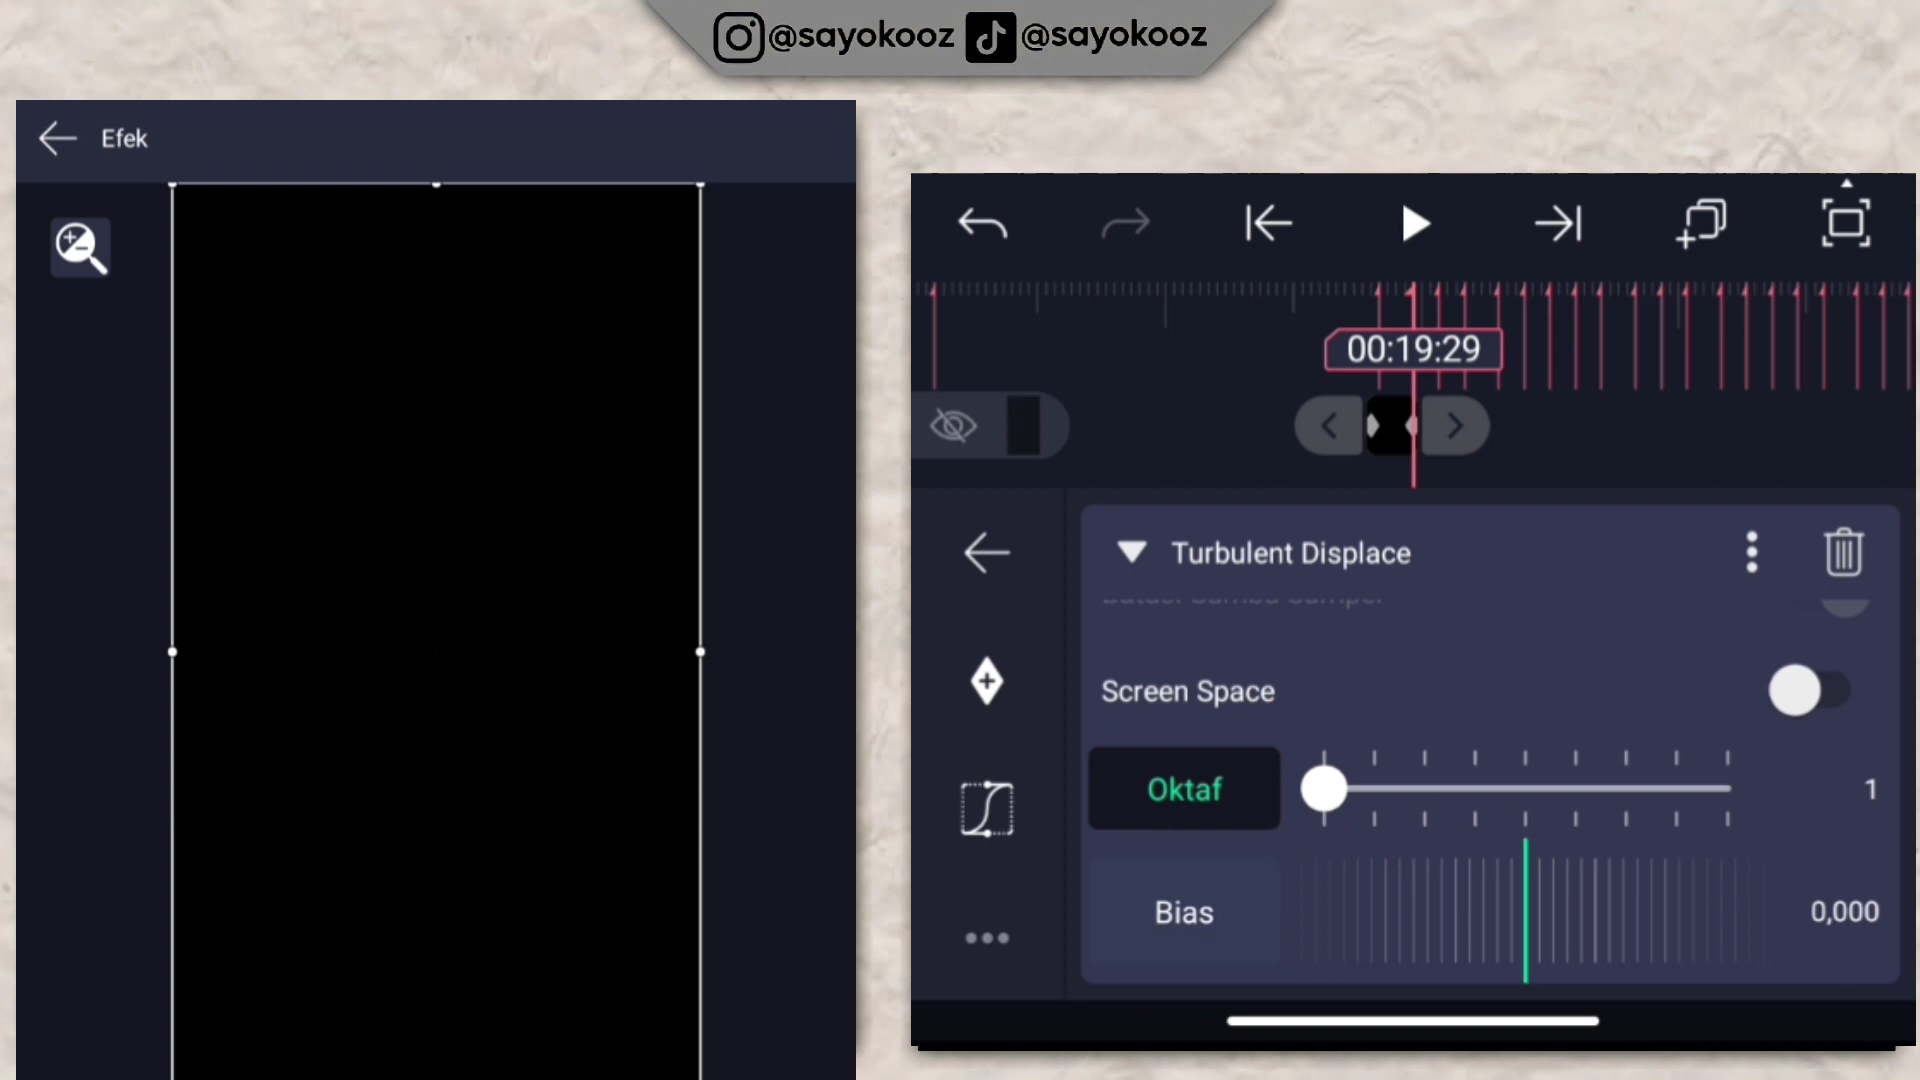 @sayokooz @sayokooz
Efek
00:19:29
Turbulent Displace
Screen Space
Oktaf
1
Bias
0,000